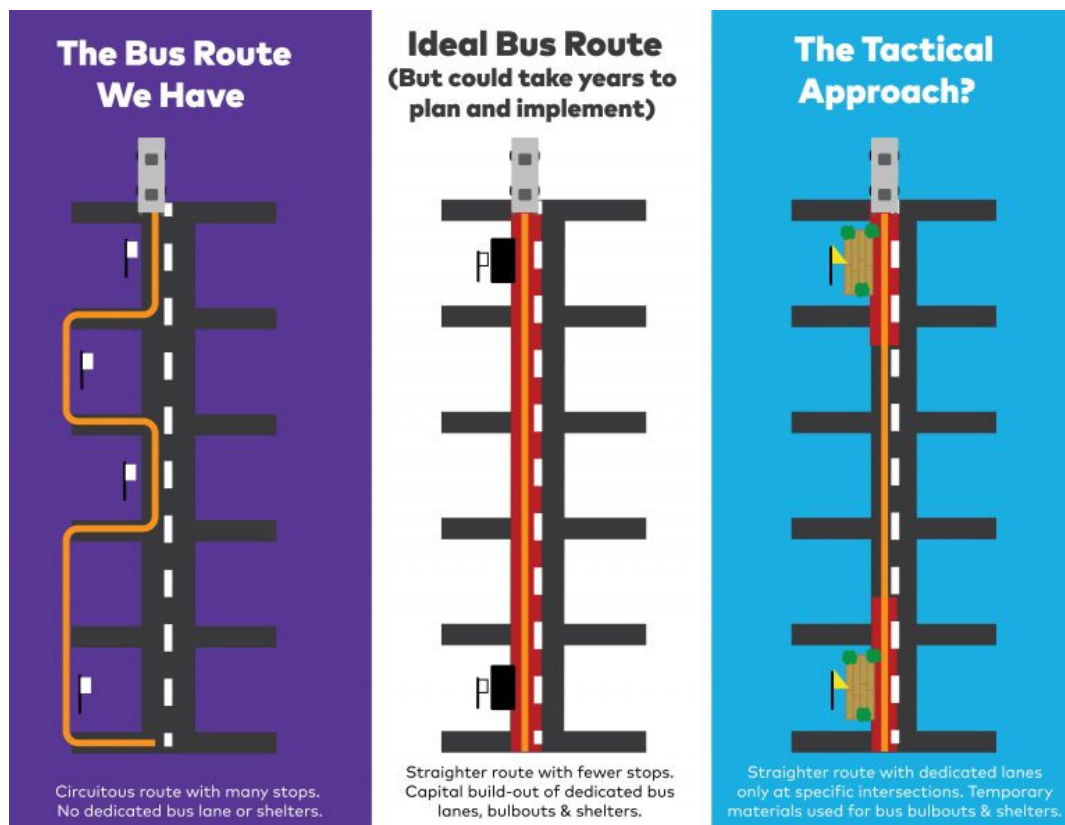 The Bus Route
We Have
Circuitous route with many stops.
No dedicated bus lane or shelters.
Ideal Bus Route
(But could take years to
plan and implement)
Straighter route with fewer stops.
Capital build-out of dedicated bus
lanes, bulbouts & shelters.
The Tactical
Approach?
Straighter route with dedicated lanes
only at specific intersections. Temporary
materials used for bus bulbouts & shelters.